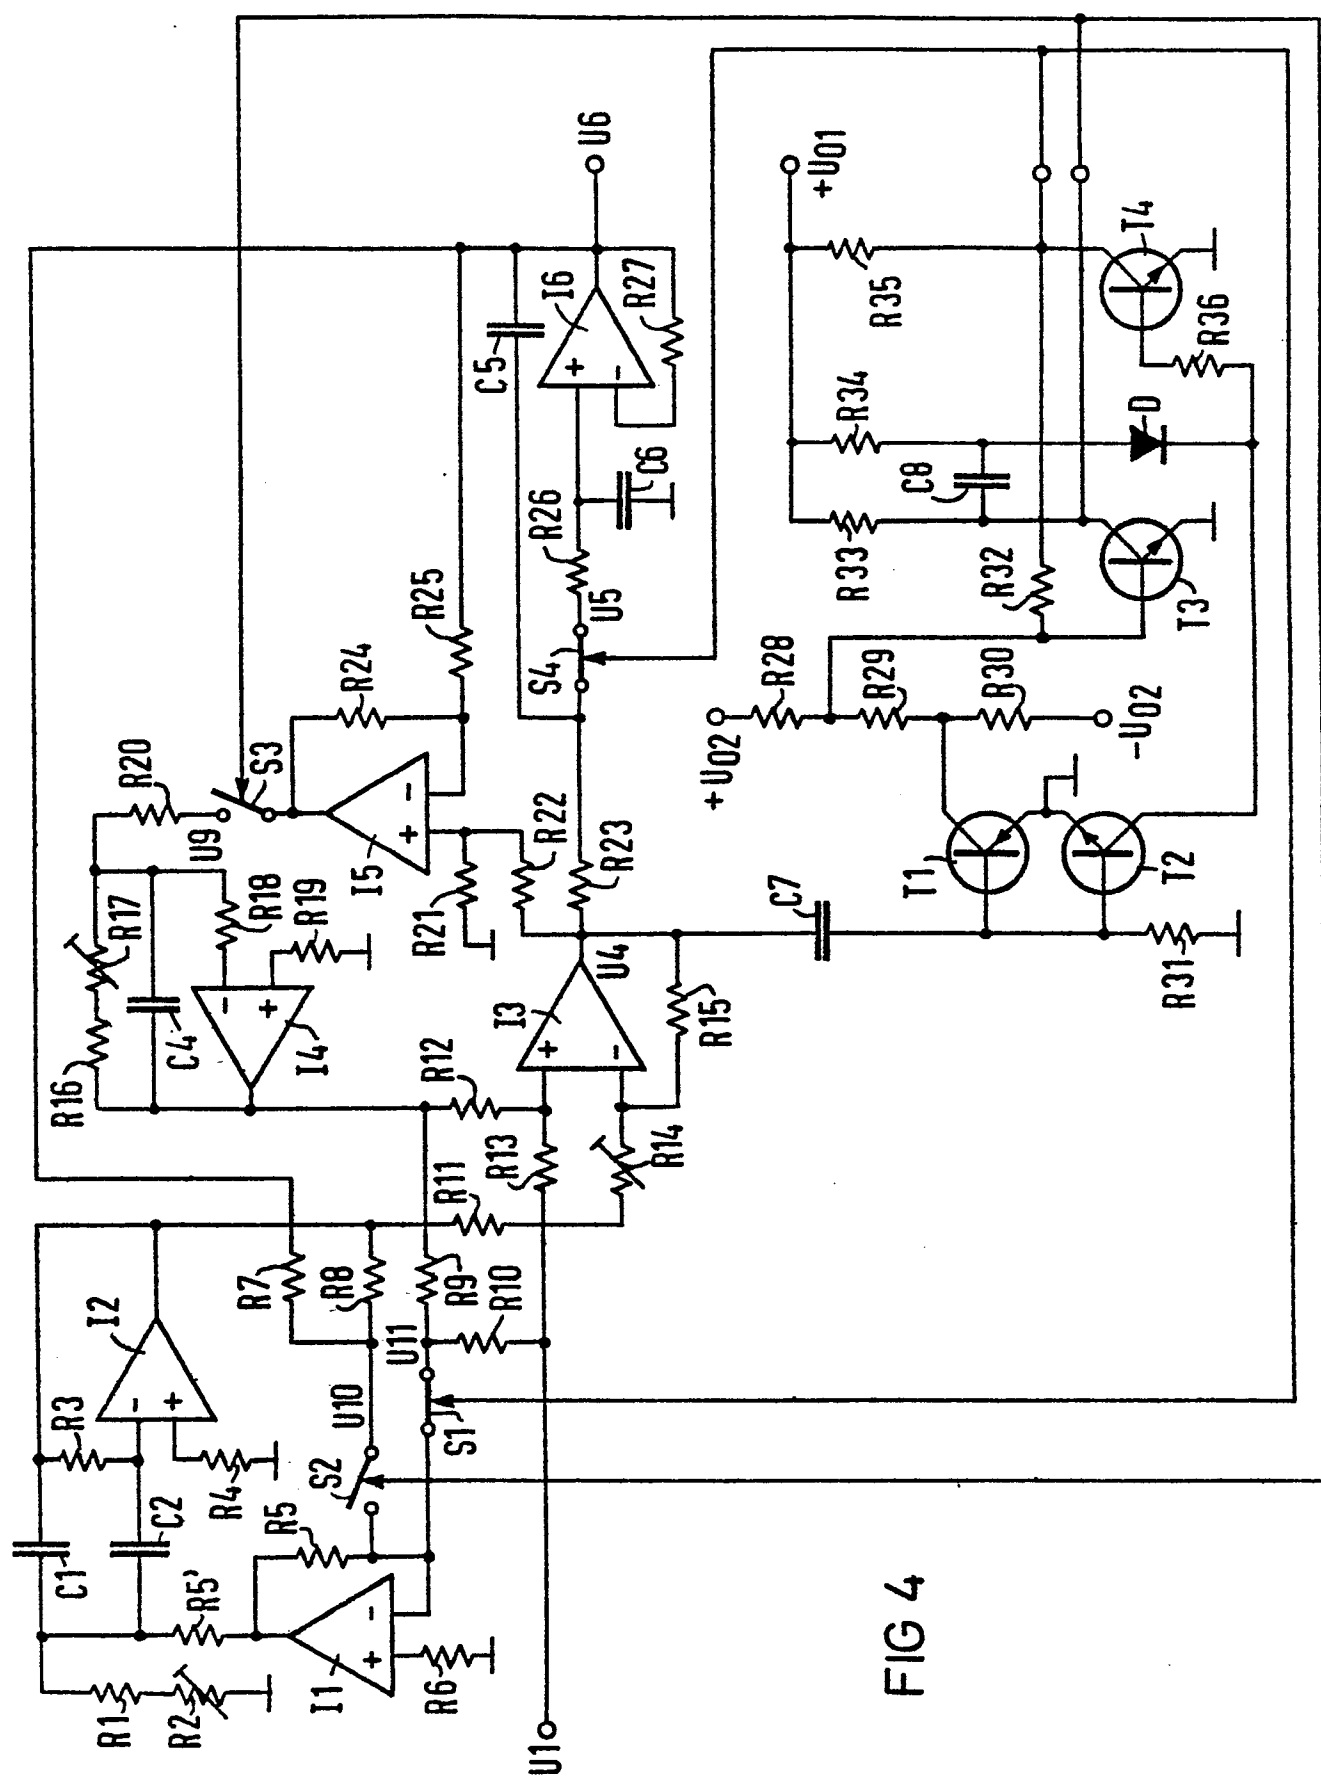 U6
I6
R27
C5
C6
R26
U5
S4
R25
R24
S3
R20
U9
I5
R22
R21
R23
R17
R18
R19
C4
I4
R16
R12
I3
U4
R15
R13
R14
R11
C7
+U01
R35
T4
R36
R34
D
C8
R33
R32
T3
R28
+U02
R29
R30
-U02
T1
T2
R31
I2
R7
R8
R9
R10
U11
U10
S1
S2
R3
R4
C1
C2
R5
R5'
I1
R6
R1
R2
U1
+
-
+
-
+
-
+
-
+
-
+
-
FIG 4